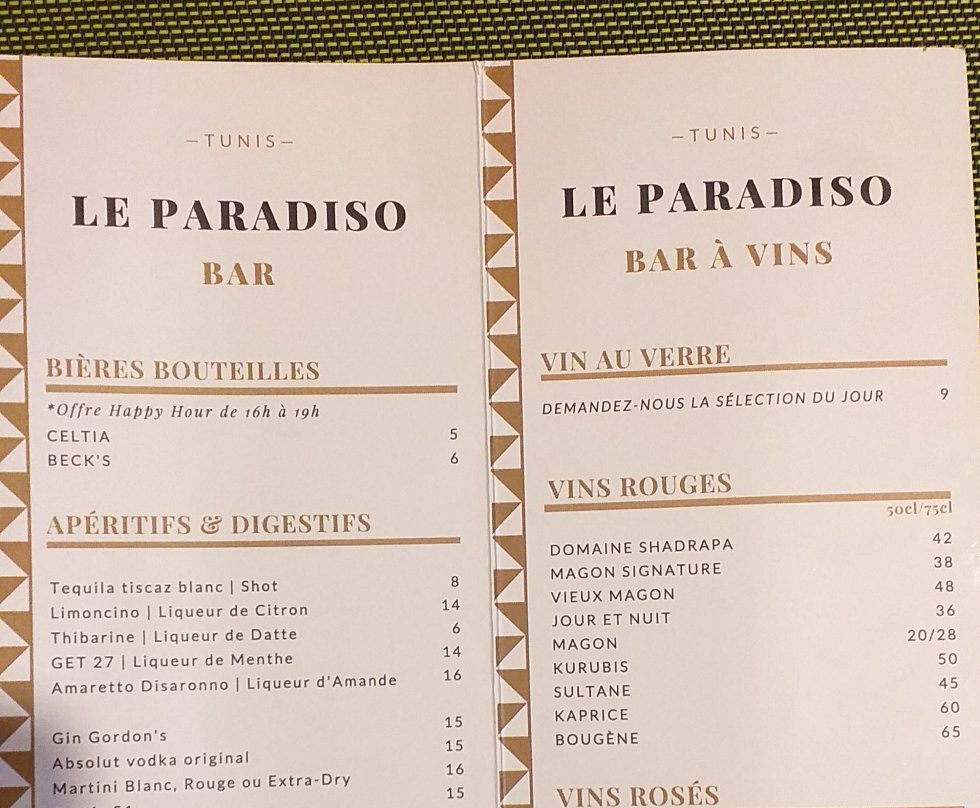 –TUNIS–
LE PARADISO
BAR
BIÈRES BOUTEILLES
*Offre Happy Hour de 16h à 19h
CELTIA 5
BECK'S 6
APÉRITIFS & DIGESTIFS
Tequila tiscaz blanc | Shot 8
Limoncino | Liqueur de Citron 14
Thibarine | Liqueur de Datte 6
GET 27 | Liqueur de Menthe 14
Amaretto Disaronno | Liqueur d'Amande 16
Gin Gordon's 15
Absolut vodka original 15
Martini Blanc, Rouge ou Extra-Dry 16
15
–TUNIS–
LE PARADISO
BAR À VINS
VIN AU VERRE
DEMANDEZ-NOUS LA SÉLECTION DU JOUR 9
VINS ROUGES
50cl/75cl
DOMAINE SHADRAPA 42
MAGON SIGNATURE 38
VIEUX MAGON 48
JOUR ET NUIT 36
MAGON 20/28
KURUBIS 50
SULTANE 45
KAPRICE 60
BOUGÈNE 65
VINS ROSÉS